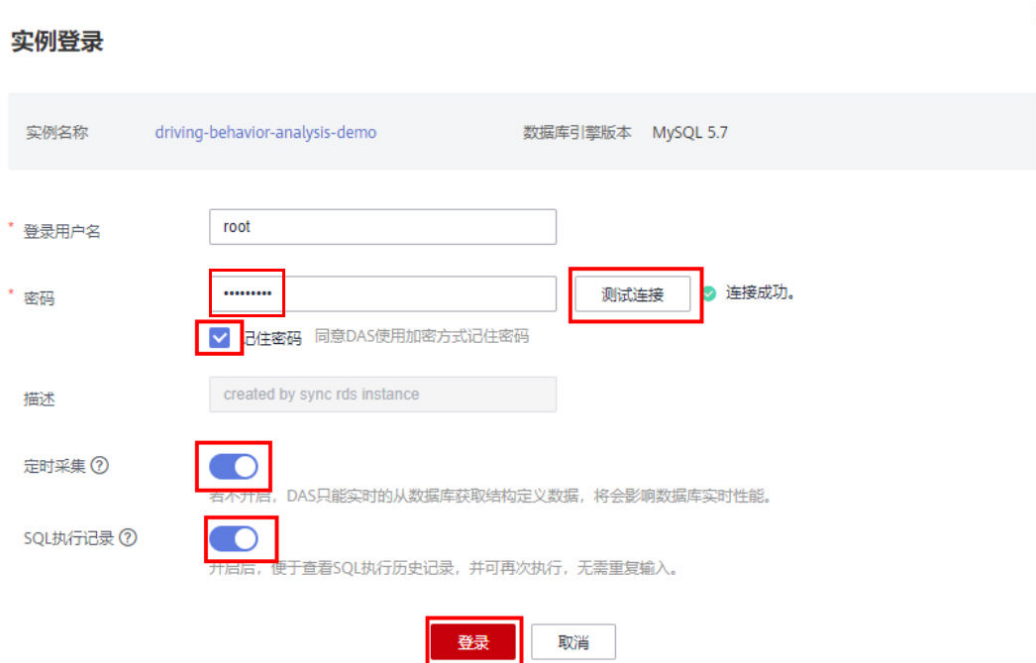 实例登录
实例名称 driving-behavior-analysis-demo 数据库引擎版本 MySQL 5.7
* 登录用户名 root
* 密码 ••••••••• 测试连接 连接成功。
记住密码 同意DAS使用加密方式记住密码
描述 created by sync rds instance
定时采集 ?
若不开启，DAS只能实时的从数据库获取结构定义数据，将会影响数据库实时性能。
SQL执行记录 ?
开启后，便于查看SQL执行历史记录，并可再次执行，无需重复输入。
登录 取消